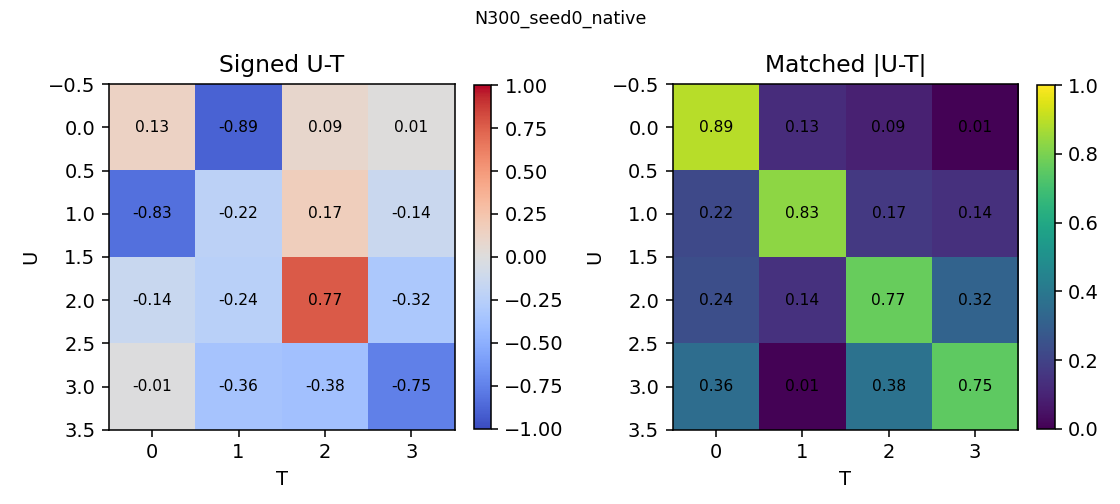 N300_seed0_native
Signed U-T
−0.5
0.0
0.5
1.0
1.5
2.0
2.5
3.0
3.5
U
0.13 -0.89 0.09 0.01
-0.83 -0.22 0.17 -0.14
-0.14 -0.24 0.77 -0.32
-0.01 -0.36 -0.38 -0.75
0 1 2 3
T
1.00
0.75
0.50
0.25
0.00
−0.25
−0.50
−0.75
−1.00
Matched |U-T|
−0.5
0.0
0.5
1.0
1.5
2.0
2.5
3.0
3.5
U
0.89 0.13 0.09 0.01
0.22 0.83 0.17 0.14
0.24 0.14 0.77 0.32
0.36 0.01 0.38 0.75
0 1 2 3
T
1.0
0.8
0.6
0.4
0.2
0.0